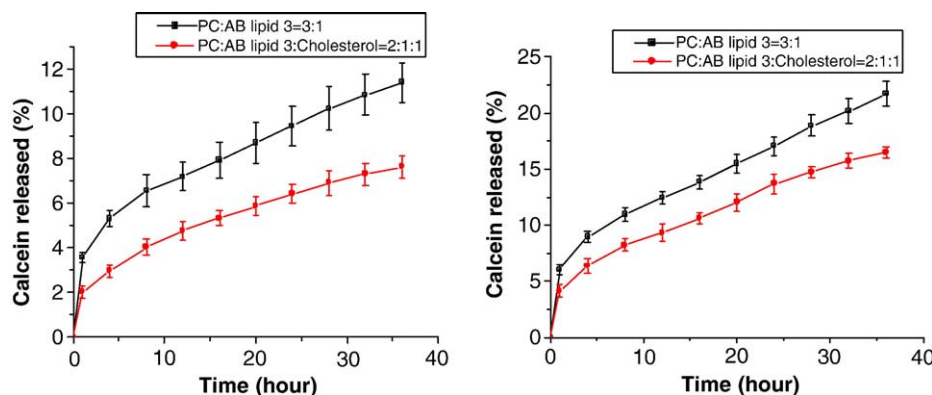 PC:AB lipid 3=3:1
PC:AB lipid 3:Cholesterol=2:1:1
12
10
8
6
4
2
0
Calcein released (%)
0 10 20 30 40
Time (hour)
PC:AB lipid 3=3:1
PC:AB lipid 3:Cholesterol=2:1:1
25
20
15
10
5
0
Calcein released (%)
0 10 20 30 40
Time (hour)